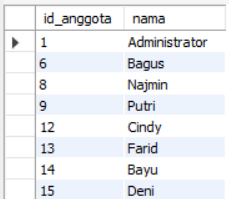 id_anggota nama
1 Administrator
6 Bagus
8 Najmin
9 Putri
12 Cindy
13 Farid
14 Bayu
15 Deni